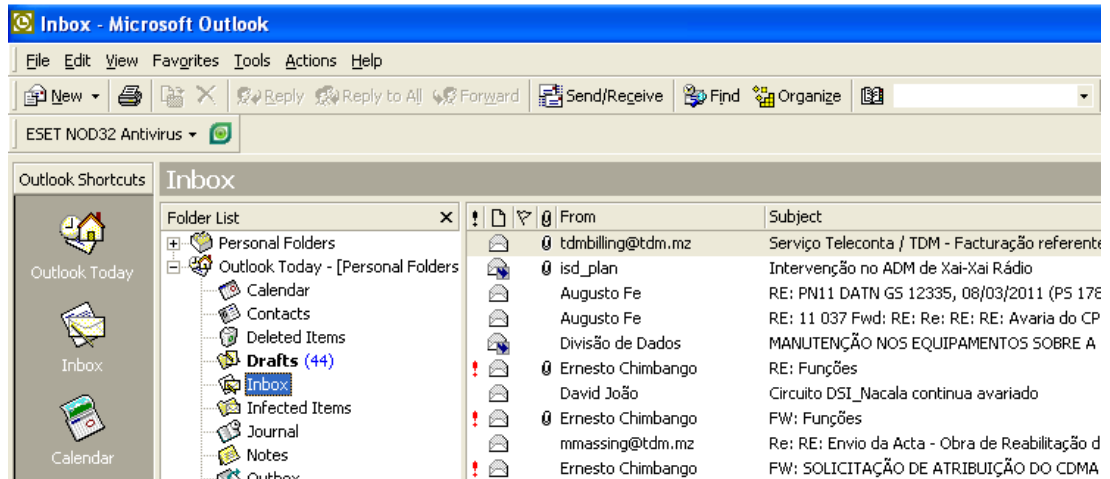 Inbox - Microsoft Outlook
File Edit View Favorites Tools Actions Help
New Reply Reply to All Forward Send/Receive Find Organize
ESET NOD32 Antivirus
Outlook Shortcuts Inbox
Folder List From Subject
Personal Folders tdmbilling@tdm.mz Serviço Teleconta / TDM - Facturação referente
Outlook Today Outlook Today - [Personal Folders isd_plan Intervenção no ADM de Xai-Xai Rádio
Calendar Augusto Fe RE: PN11 DATN GS 12335, 08/03/2011 (PS 178
Contacts Augusto Fe RE: 11 037 Fwd: RE: Re: RE: RE: Avaria do CP
Deleted Items Divisão de Dados MANUTENÇÃO NOS EQUIPAMENTOS SOBRE A
Inbox Drafts (44) Ernesto Chimbango RE: Funções
Inbox David João Circuito DSI_Nacala continua avariado
Infected Items Ernesto Chimbango FW: Funções
Journal mmassing@tdm.mz Re: RE: Envio da Acta - Obra de Reabilitação d
Calendar Notes Ernesto Chimbango FW: SOLICITAÇÃO DE ATRIBUIÇÃO DO CDMA
Outbox